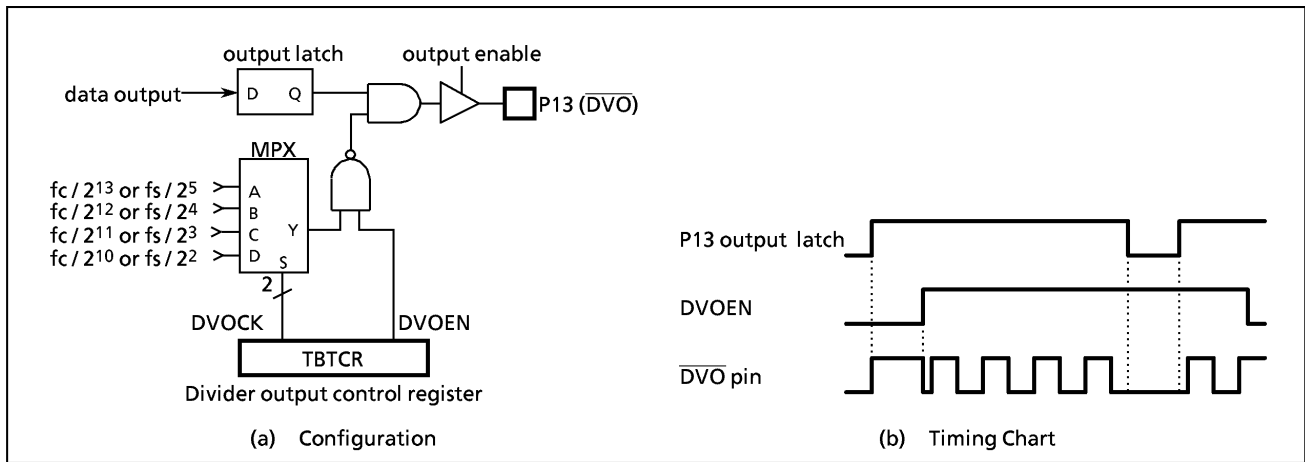 output latch
output enable
data output
D Q
P13 (DVO)
MPX
fc / 2¹³ or fs / 2⁵
fc / 2¹² or fs / 2⁴
fc / 2¹¹ or fs / 2³
fc / 2¹⁰ or fs / 2²
A
B
C
D
Y
S
2
DVOCK
DVOEN
TBTCR
Divider output control register
(a) Configuration
P13 output latch
DVOEN
DVO pin
(b) Timing Chart